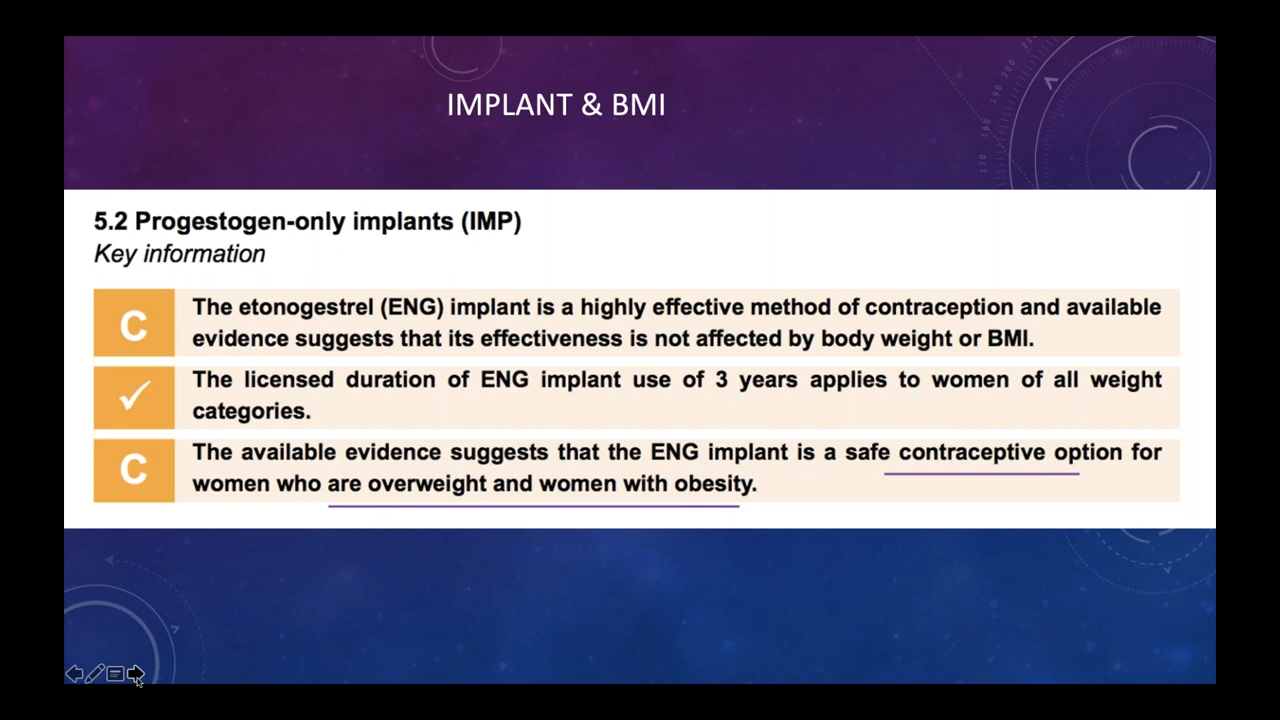 IMPLANT & BMI
5.2 Progestogen-only implants (IMP)
Key information
C
The etonogestrel (ENG) implant is a highly effective method of contraception and available
evidence suggests that its effectiveness is not affected by body weight or BMI.
✓
The licensed duration of ENG implant use of 3 years applies to women of all weight
categories.
C
The available evidence suggests that the ENG implant is a safe contraceptive option for
women who are overweight and women with obesity.
170
190
200